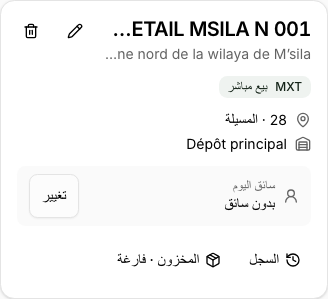 ...ETAIL MSILA N 001
...ne nord de la wilaya de M'sila
MXT بيع مباشر
28 · المسيلة
Dépôt principal
سائق اليوم
بدون سائق
تغيير
السجل
المخزون · فارغة